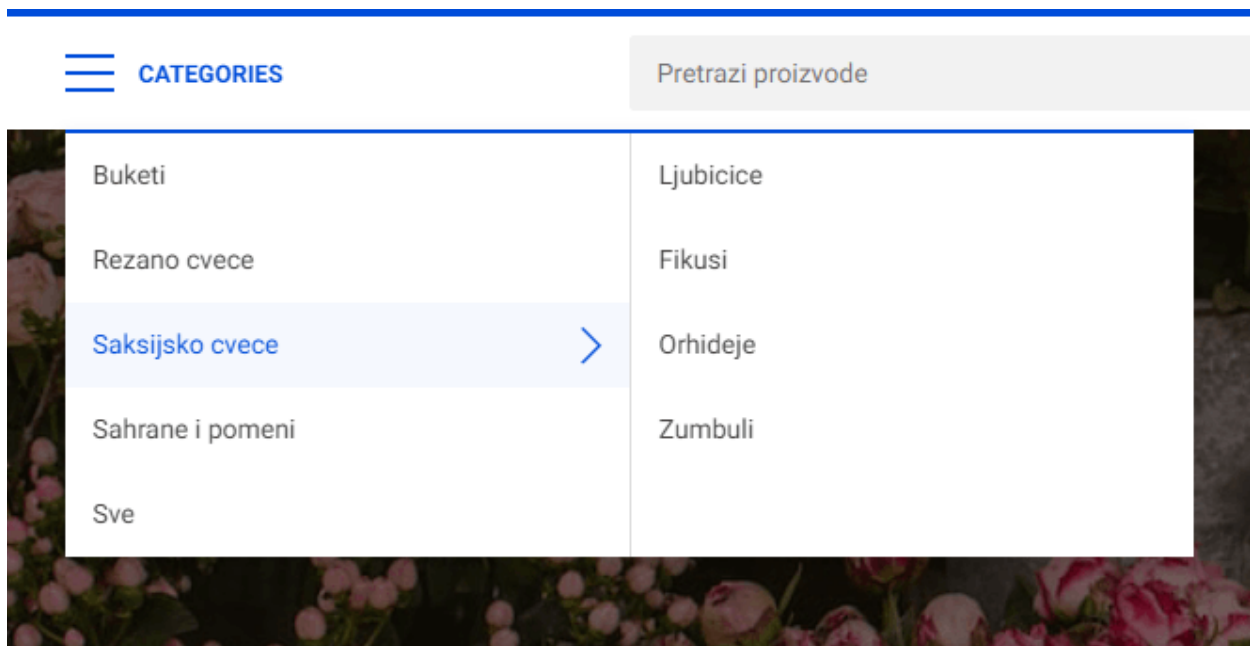 CATEGORIES
Pretrazi proizvode
Buketi
Rezano cvece
Saksijsko cvece
Sahrane i pomeni
Sve
Ljubicice
Fikusi
Orhideje
Zumbuli